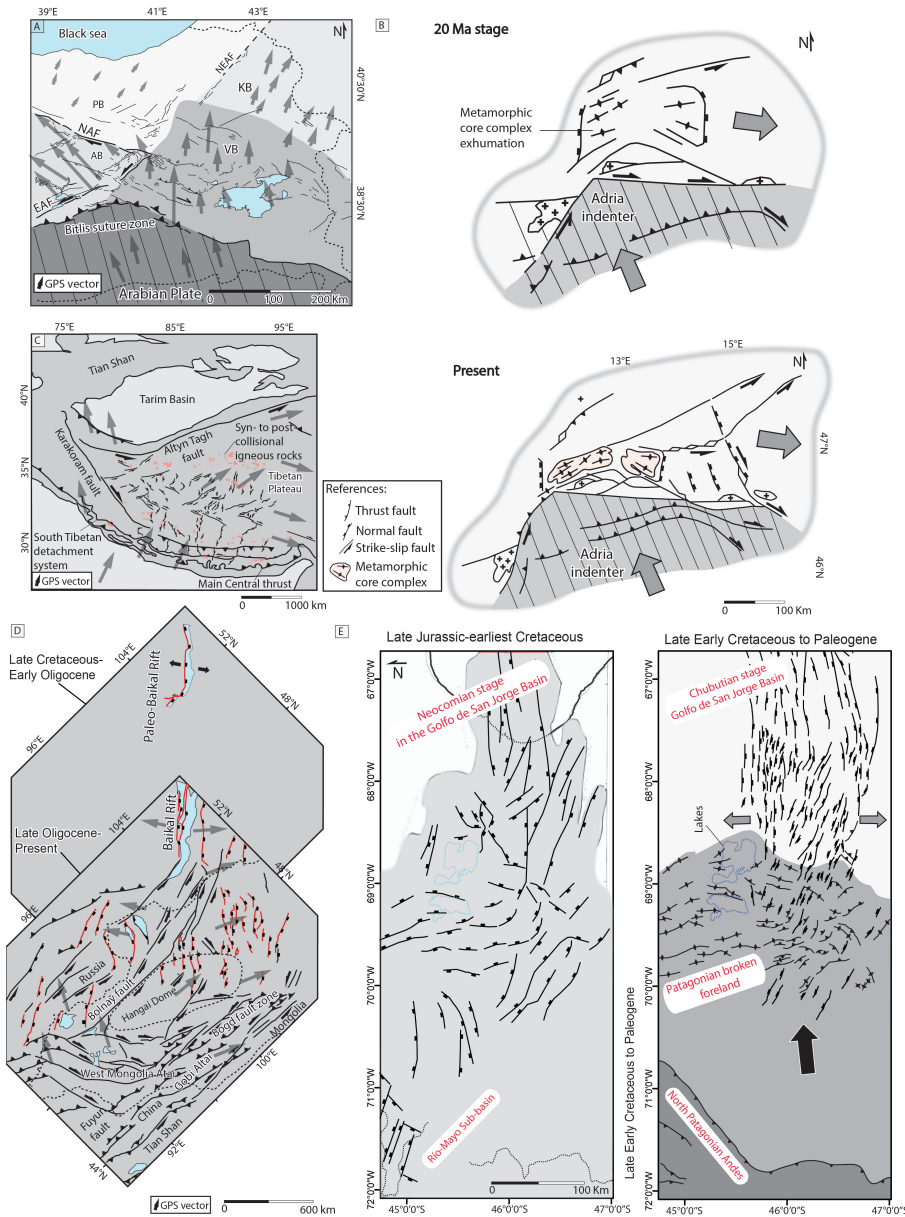 A
39°E
41°E
43°E
Black sea
N
NEAF
40°30'N
KB
PB
NAF
AB
VB
EAF
38°30'N
Bitlis suture zone
GPS vector
Arabian Plate
0
100
200 Km
B
20 Ma stage
N
Metamorphic
core complex
exhumation
Adria
indenter
Present
13°E
15°E
N
47°N
46°N
Adria
indenter
0
100 Km
C
75°E
85°E
95°E
Tian Shan
40°N
Tarim Basin
Altyn Tagh
fault
Syn- to post
collisional
igneous rocks
Karakoram fault
35°N
Tibetan
Plateau
30°N
South Tibetan
detachment
system
GPS vector
Main Central thrust
0
1000 km
References:
Thrust fault
Normal fault
Strike-slip fault
Metamorphic
core complex
D
Late Cretaceous-
Early Oligocene
104°E
52°N
96°E
48°N
Paleo-Baikal Rift
Late Oligocene-
Present
104°E
52°N
Baikal Rift
96°E
48°N
Russia
Bolnay fault
Hangai Dome
Bogd fault zone
Mongolia
West Mongolia Atai
Gobi Altai
100°E
Fuyun
fault
China
Tian Shan
92°E
44°N
GPS vector
0
600 km
E
Late Jurassic-earliest Cretaceous
N
67°0'0"W
68°0'0"W
69°0'0"W
70°0'0"W
71°0'0"W
72°0'0"W
Neocomian stage
in the Golfo de San Jorge Basin
Río-Mayo Sub-basin
0
100 Km
45°0'0"S
46°0'0"S
47°0'0"S
Late Early Cretaceous to Paleogene
67°0'0"W
68°0'0"W
69°0'0"W
70°0'0"W
71°0'0"W
72°0'0"W
Chubutian stage
Golfo de San Jorge Basin
Lakes
Patagonian broken
foreland
Late Early Cretaceous to Paleogene
North Patagonian
Andes
45°0'0"S
46°0'0"S
47°0'0"S